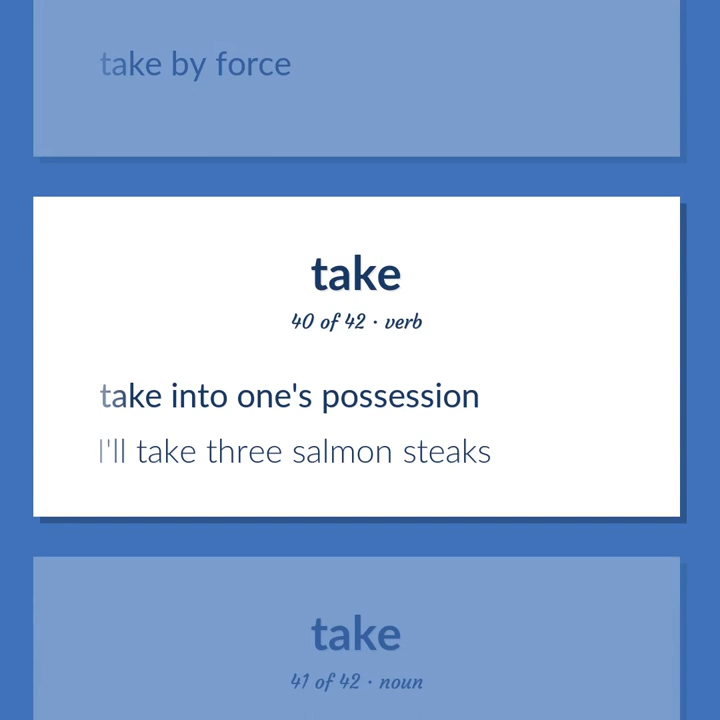 take by force
take
40 of 42 · verb
take into one's possession
I'll take three salmon steaks
take
41 of 42 · noun